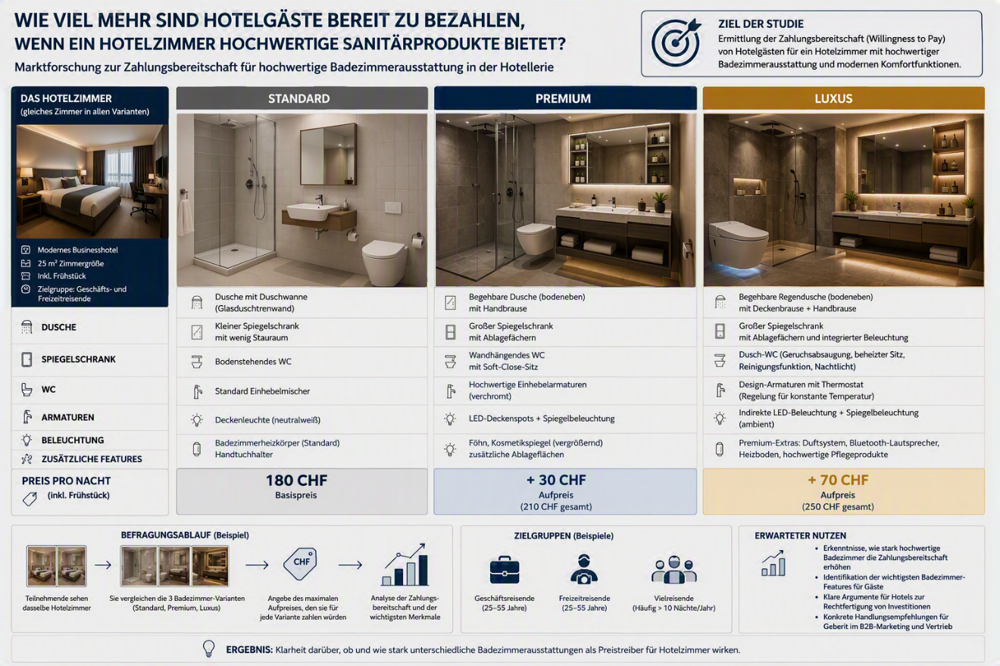 WIE VIEL MEHR SIND HOTELGÄSTE BEREIT ZU BEZAHLEN,
WENN EIN HOTELZIMMER HOCHWERTIGE SANITÄRPRODUKTE BIETET?
Marktforschung zur Zahlungsbereitschaft für hochwertige Badezimmerausstattung in der Hotellerie
ZIEL DER STUDIE
Ermittlung der Zahlungsbereitschaft (Willingness to Pay)
von Hotelgästen für ein Hotelzimmer mit hochwertiger
Badezimmerausstattung und modernen Komfortfunktionen.
DAS HOTELZIMMER
(gleiches Zimmer in allen Varianten)
Modernes Businesshotel
25 m² Zimmergröße
Inkl. Frühstück
Zielgruppe: Geschäfts- und
Freizeitreisende
DUSCHE
SPIEGELSCHRANK
WC
ARMATUREN
BELEUCHTUNG
ZUSÄTZLICHE FEATURES
PREIS PRO NACHT
(inkl. Frühstück)
STANDARD
Dusche mit Duschwanne
(Glasduschtrenwand)
Kleiner Spiegelschrank
mit wenig Stauraum
Bodenstehendes WC
Standard Einhebelmischer
Deckenleuchte (neutralweiß)
Badezimmerheizkörper (Standard)
Handtuchhalter
180 CHF
Basispreis
PREMIUM
Begehbare Dusche (bodeneben)
mit Handbrause
Großer Spiegelschrank
mit Ablagefächern
Wandhängendes WC
mit Soft-Close-Sitz
Hochwertige Einhebelarmaturen
(verchromt)
LED-Deckenspots + Spiegelbeleuchtung
Föhn, Kosmetikspiegel (vergrößernd)
zusätzliche Ablageflächen
+ 30 CHF
Aufpreis
(210 CHF gesamt)
LUXUS
Begehbare Regendusche (bodeneben)
mit Deckenbrause + Handbrause
Großer Spiegelschrank
mit Ablagefächern und integrierter Beleuchtung
Dusch-WC (Geruchsabsaugung, beheizter Sitz,
Reinigungsfunktion, Nachtlicht)
Design-Armaturen mit Thermostat
(Regelung für konstante Temperatur)
Indirekte LED-Beleuchtung + Spiegelbeleuchtung
(ambient)
Premium-Extras: Duftsystem, Bluetooth-Lautsprecher,
Heizboden, hochwertige Pflegeprodukte
+ 70 CHF
Aufpreis
(250 CHF gesamt)
BEFRAGUNGSABLAUF (Beispiel)
Teilnehmende sehen
dasselbe Hotelzimmer
Sie vergleichen die 3 Badezimmer-Varianten
(Standard, Premium, Luxus)
CHF
Angebe des maximalen
Aufpreises, den sie für
jede Variante zahlen würden
Analyse der Zahlungs-
bereitschaft und der
wichtigsten Merkmale
ZIELGRUPPEN (Beispiele)
Geschäftsreisende
(25–55 Jahre)
Freizeitreisende
(25–55 Jahre)
Vielreisende
(Häufig > 10 Nächte/Jahr)
ERWARTETER NUTZEN
• Erkenntnisse, wie stark hochwertige
Badezimmer die Zahlungsbereitschaft
erhöhen
• Identifikation der wichtigsten Badezimmer-
Features für Gäste
• Klare Argumente für Hotels zur
Rechtfertigung von Investitionen
• Konkrete Handlungsempfehlungen für
Geberit im B2B-Marketing und Vertrieb
ERGEBNIS: Klarheit darüber, ob und wie stark unterschiedliche Badezimmerausstattungen als Preistreiber für Hotelzimmer wirken.